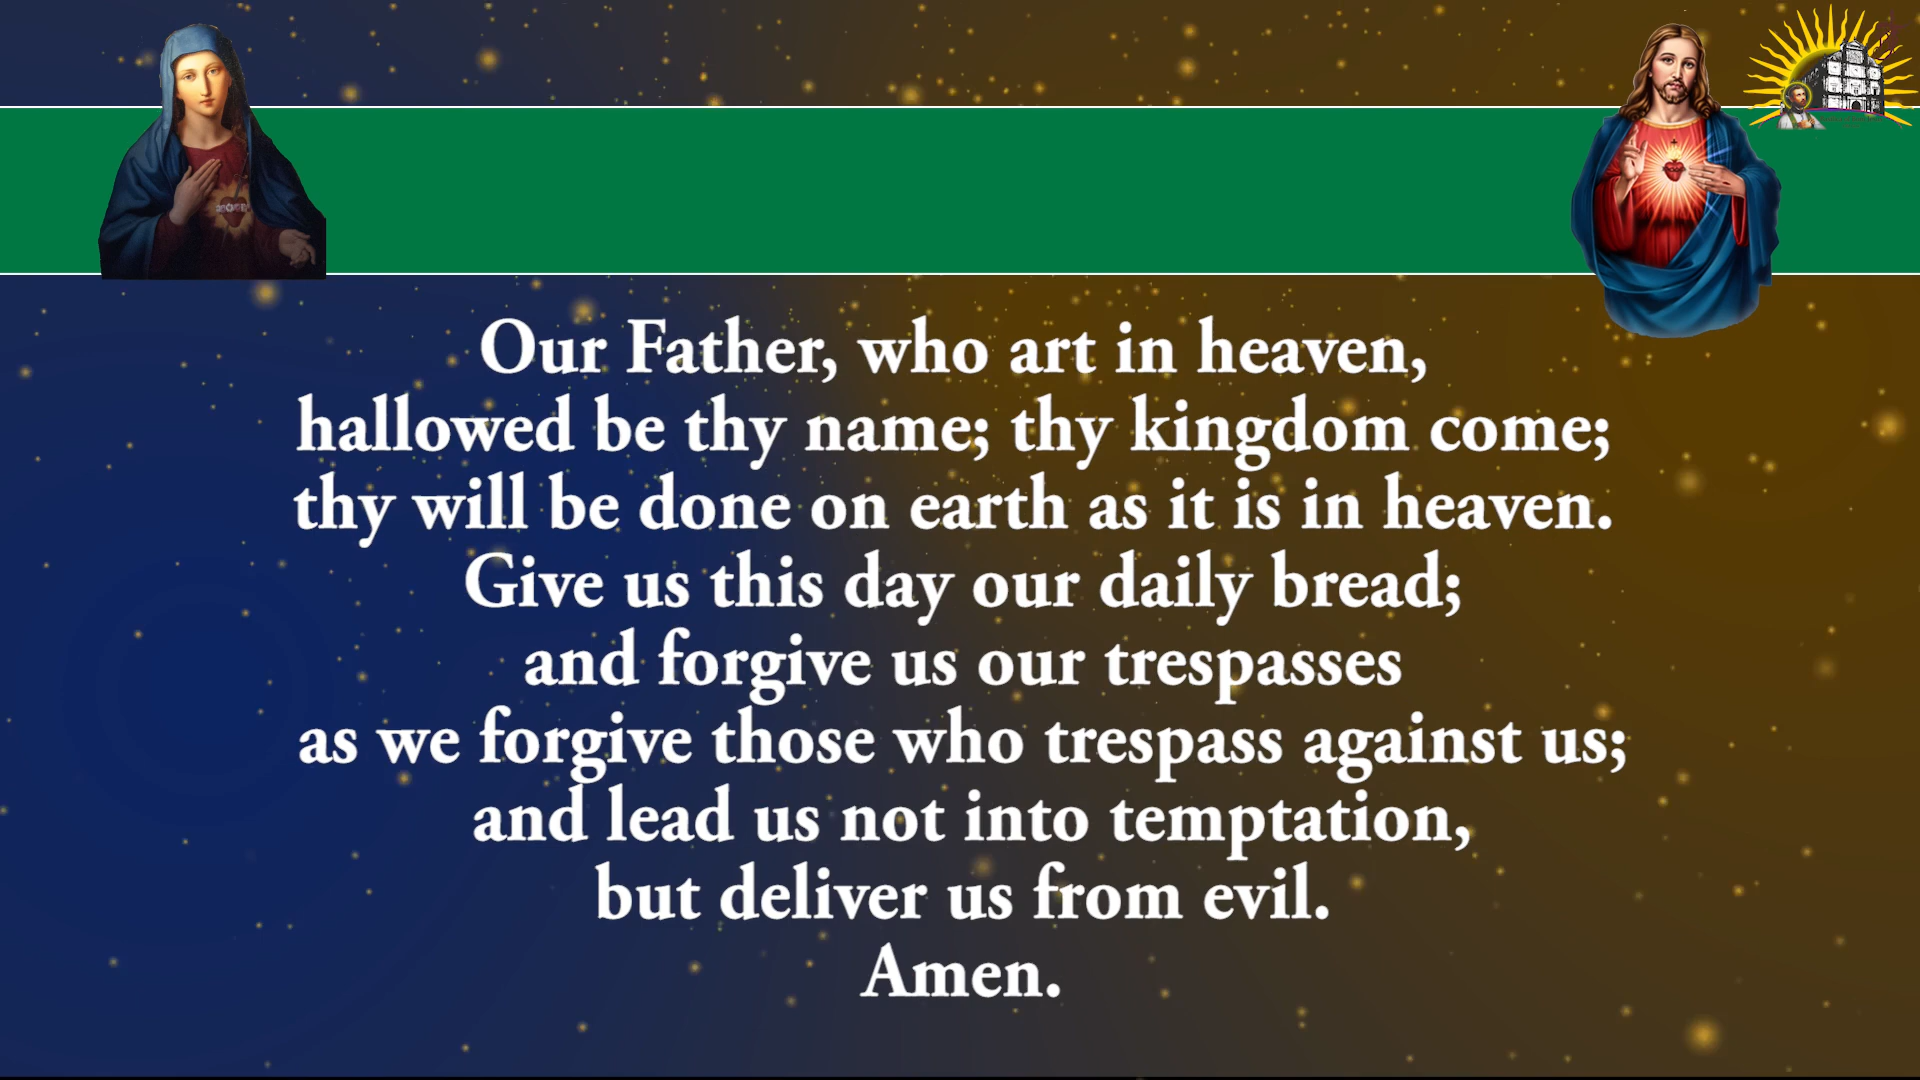 Our Father, who art in heaven,
hallowed be thy name; thy kingdom come;
thy will be done on earth as it is in heaven.
Give us this day our daily bread;
and forgive us our trespasses
as we forgive those who trespass against us;
and lead us not into temptation,
but deliver us from evil.
Amen.